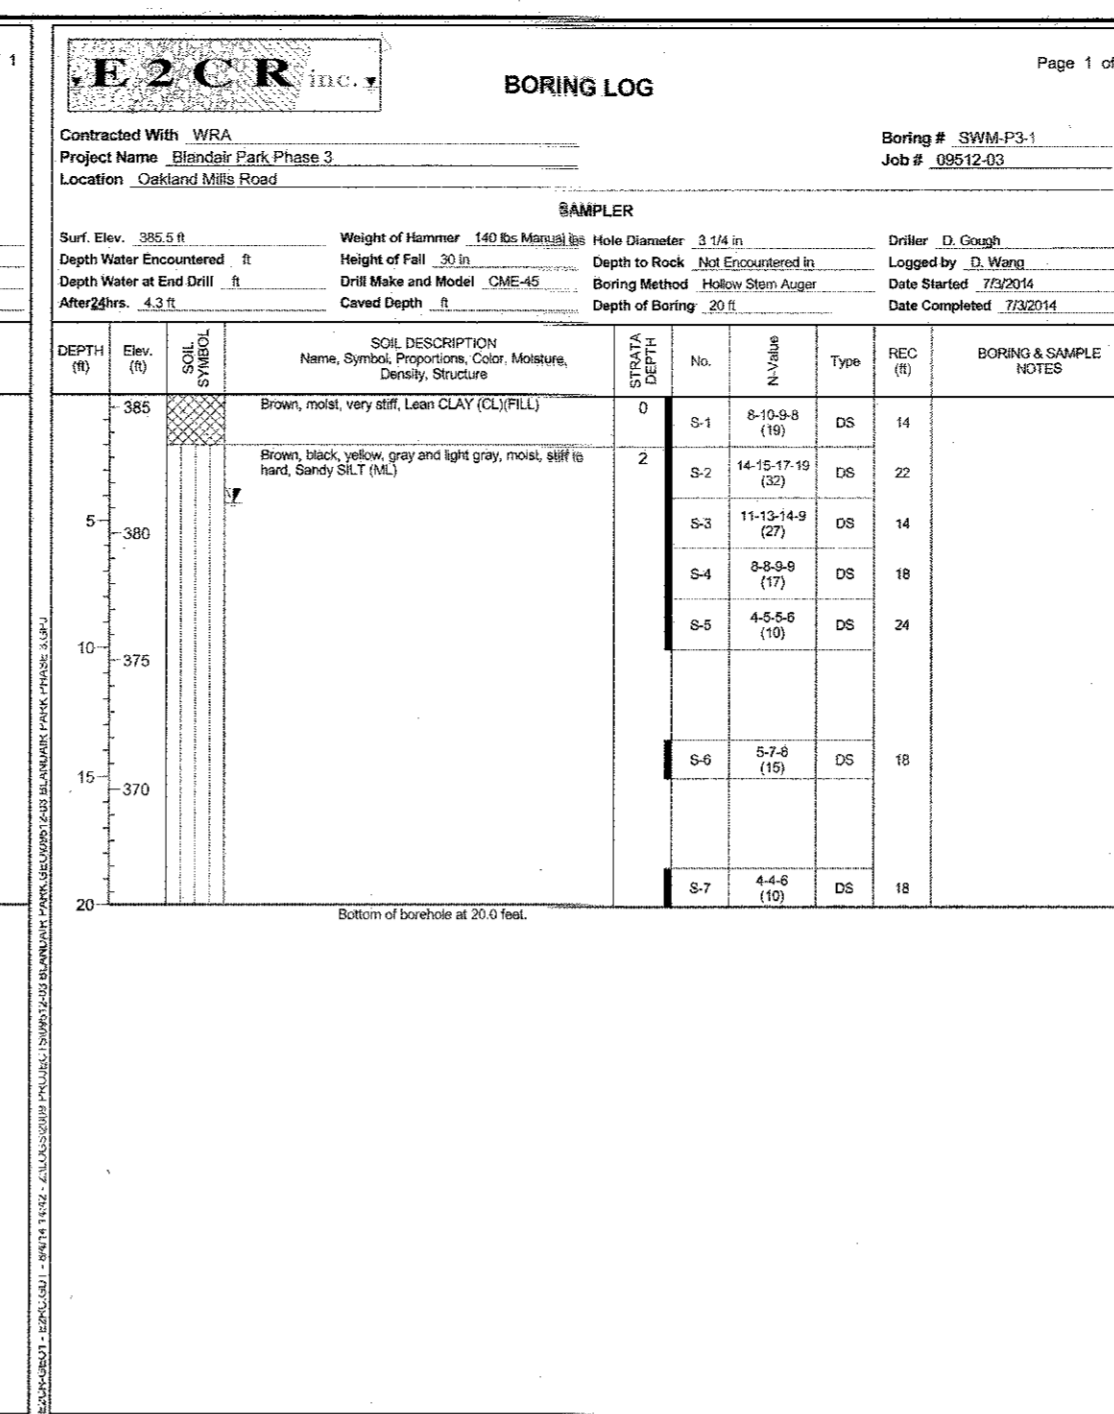 1
E2CR inc.
BORING LOG
Page 1 of
Contracted With WRA
Project Name Blandair Park Phase 3
Location Oakland Mills Road
Boring # SWM-P3-1
Job # 09512-03
SAMPLER
Surf. Elev. 385.5 ft
Depth Water Encountered ft
Depth Water at End Drill ft
After 24hrs. 4.3 ft
Weight of Hammer 140 lbs Manual lbs
Height of Fall 30 in
Drill Make and Model CME-45
Caved Depth ft
Hole Diameter 3 1/4 in
Depth to Rock Not Encountered in
Boring Method Hollow Stem Auger
Depth of Boring 20 ft
Driller D. Gough
Logged by D. Wang
Date Started 7/3/2014
Date Completed 7/3/2014
DEPTH (ft)
Elev. (ft)
SOIL SYMBOL
SOIL DESCRIPTION
Name, Symbol, Proportions, Color, Moisture,
Density, Structure
STRATA DEPTH
No.
N-Value
Type
REC (ft)
BORING & SAMPLE
NOTES
385
Brown, moist, very stiff, Lean CLAY (CL)(FILL)
0
S-1 8-10-9-8 (19) DS 14
Brown, black, yellow, gray and light gray, moist, stiff to
hard, Sandy SILT (ML)
2
S-2 14-15-17-19 (32) DS 22
5
380
S-3 11-13-14-9 (27) DS 14
S-4 8-8-9-9 (17) DS 18
S-5 4-5-5-6 (10) DS 24
10
375
S-6 5-7-8 (15) DS 18
15
370
S-7 4-4-6 (10) DS 18
20
Bottom of borehole at 20.0 feet.